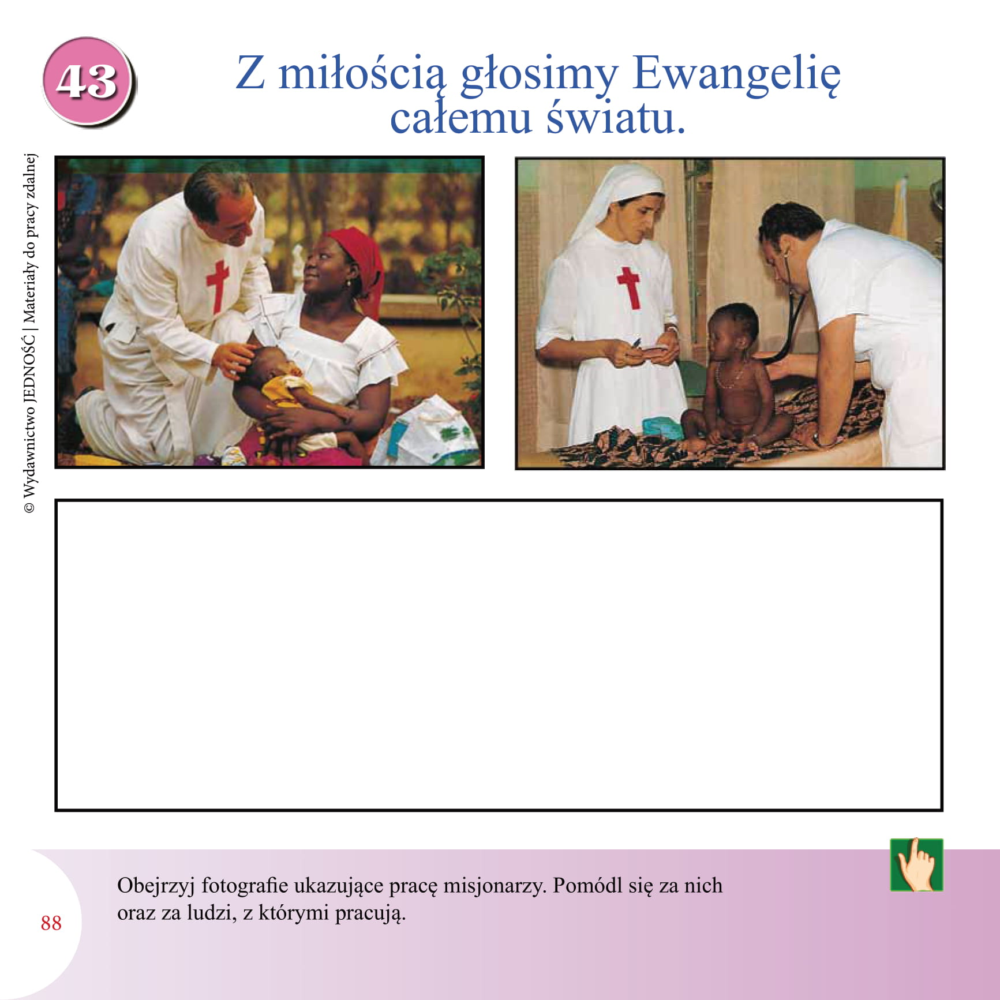 43
Z miłością głosimy Ewangelię
całemu światu.
© Wydawnictwo JEDNOŚĆ | Materiały do pracy zdalnej
Obejrzyj fotografie ukazujące pracę misjonarzy. Pomódl się za nich
oraz za ludzi, z którymi pracują.
88